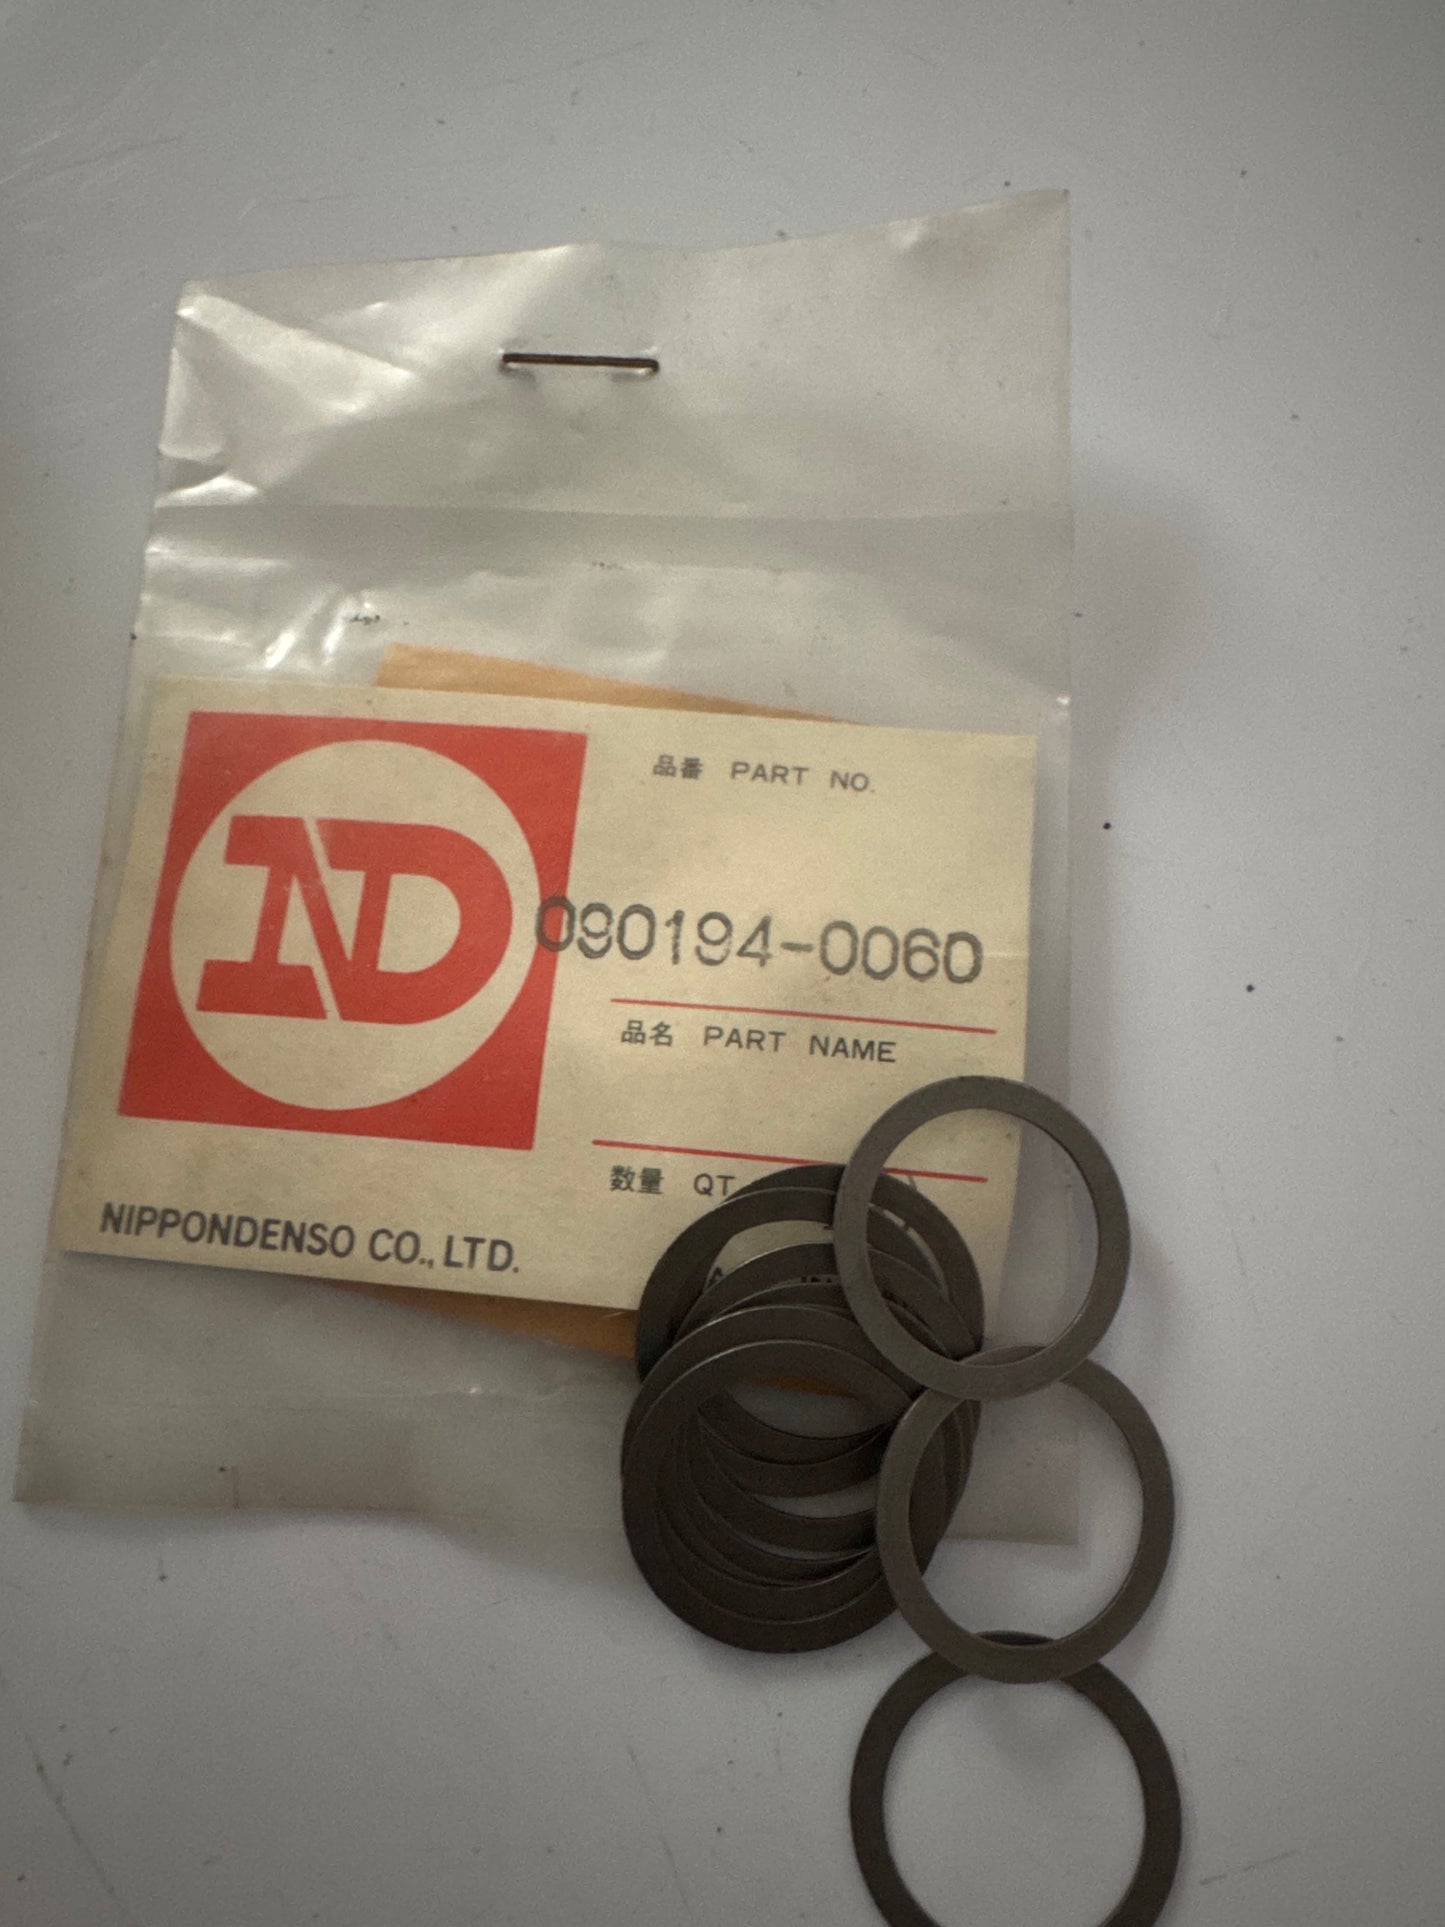 品番 PART NO.
ND
090194-0060
品名 PART NAME
数量 QT
NIPPONDENSO CO., LTD.